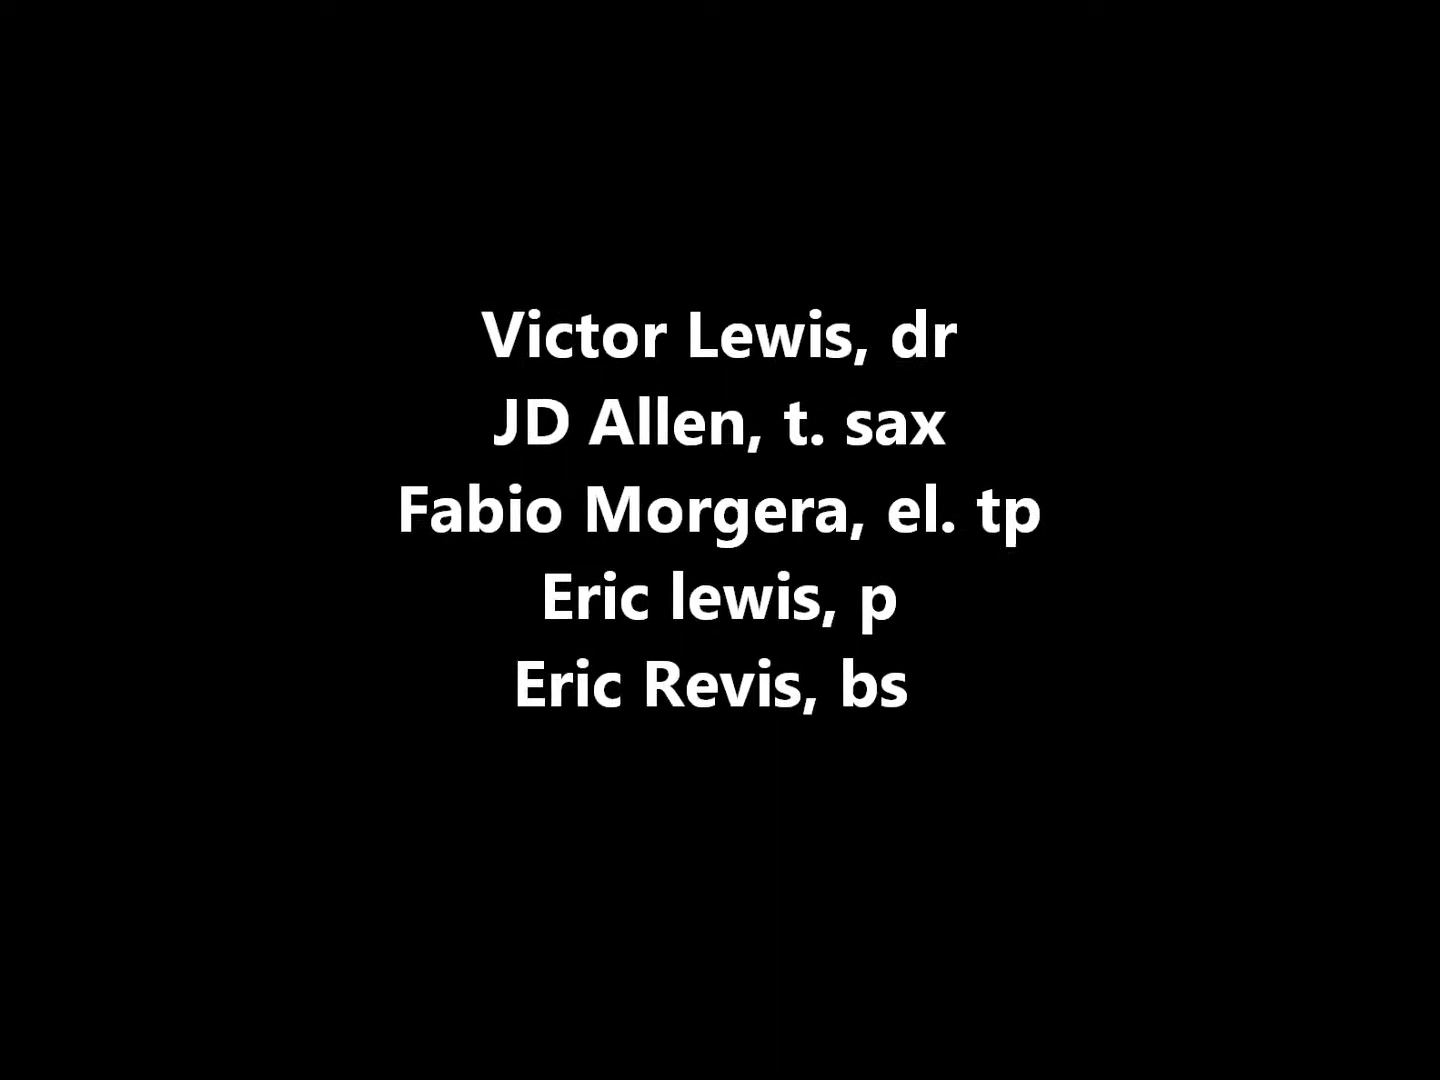 Victor Lewis, dr
JD Allen, t. sax
Fabio Morgera, el. tp
Eric lewis, p
Eric Revis, bs